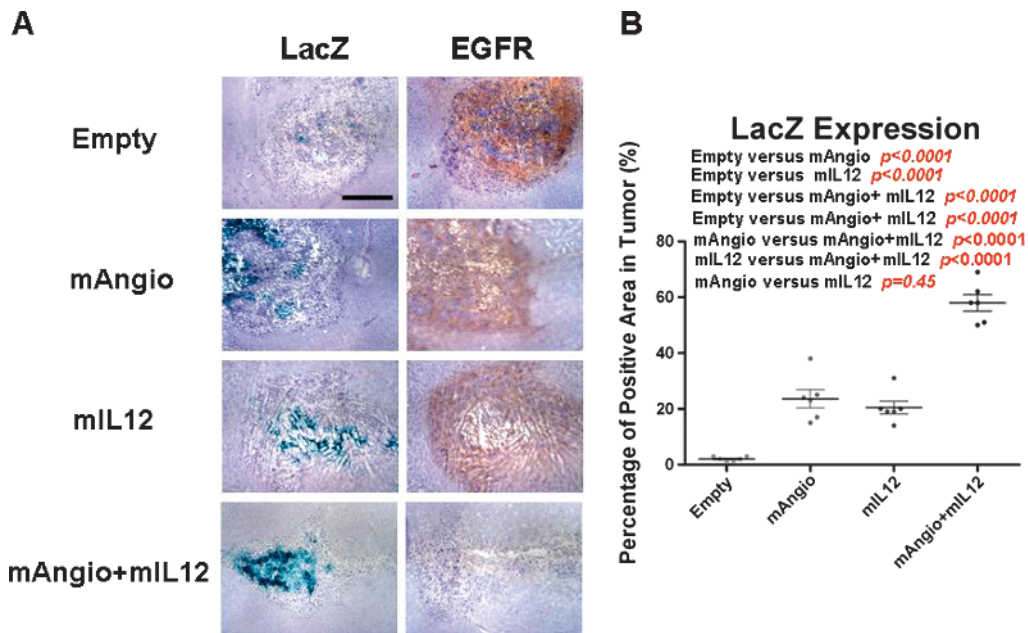 A
LacZ EGFR
Empty
mAngio
mIL12
mAngio+mIL12
B
LacZ Expression
Empty versus mAngio p<0.0001
Empty versus mIL12 p<0.0001
Empty versus mAngio+ mIL12 p<0.0001
Empty versus mAngio+ mIL12 p<0.0001
mAngio versus mAngio+mIL12 p<0.0001
mIL12 versus mAngio+mIL12 p<0.0001
mAngio versus mIL12 p=0.45
Percentage of Positive Area in Tumor (%)
80
60
40
20
0
Empty
mAngio
mIL12
mAngio+mIL12